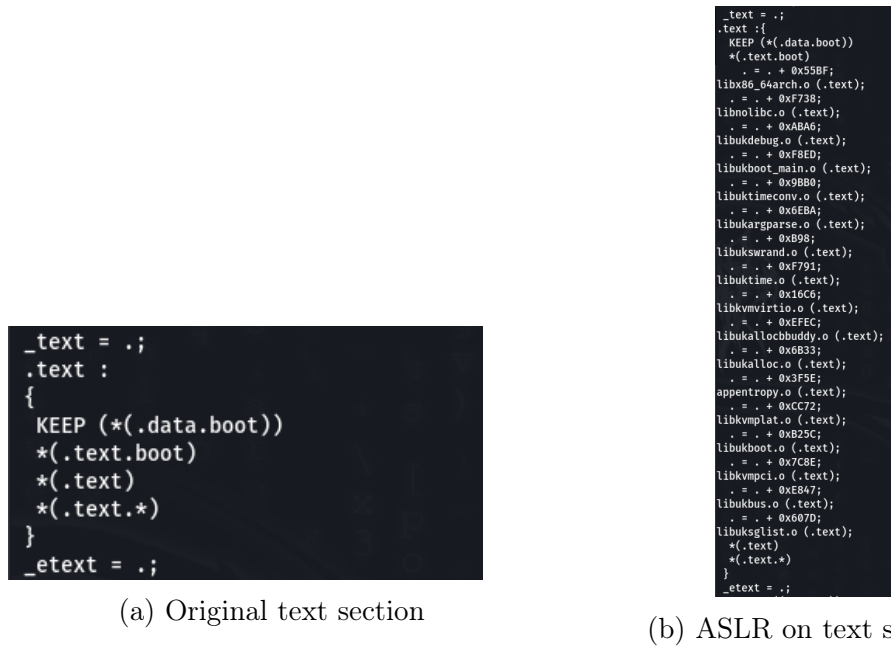 _text = .;
.text :
{
KEEP (*(.data.boot))
*(.text.boot)
*(.text)
*(.text.*)
}
_etext = .;
(a) Original text section
_text = .;
.text :{
KEEP (*(.data.boot))
*(.text.boot)
. = . + 0x55BF;
libx86_64arch.o (.text);
. = . + 0xF738;
libnolibc.o (.text);
. = . + 0xABA6;
libukdebug.o (.text);
. = . + 0xF8ED;
libukboot_main.o (.text);
. = . + 0x9BB0;
libuktimeconv.o (.text);
. = . + 0x6EBA;
libukargparse.o (.text);
. = . + 0xB98;
libukswrand.o (.text);
. = . + 0xF791;
libuktime.o (.text);
. = . + 0x16C6;
libkvmvirtio.o (.text);
. = . + 0xEFEC;
libukallocbbuddy.o (.text);
. = . + 0x6B33;
libukalloc.o (.text);
. = . + 0x3F5E;
appentropy.o (.text);
. = . + 0xCC72;
libkvmplat.o (.text);
. = . + 0xB25C;
libukboot.o (.text);
. = . + 0x7C8E;
libkvmpci.o (.text);
. = . + 0xE847;
libukbus.o (.text);
. = . + 0x607D;
libuksglist.o (.text);
*(.text)
*(.text.*)
}
_etext = .;
(b) ASLR on text s